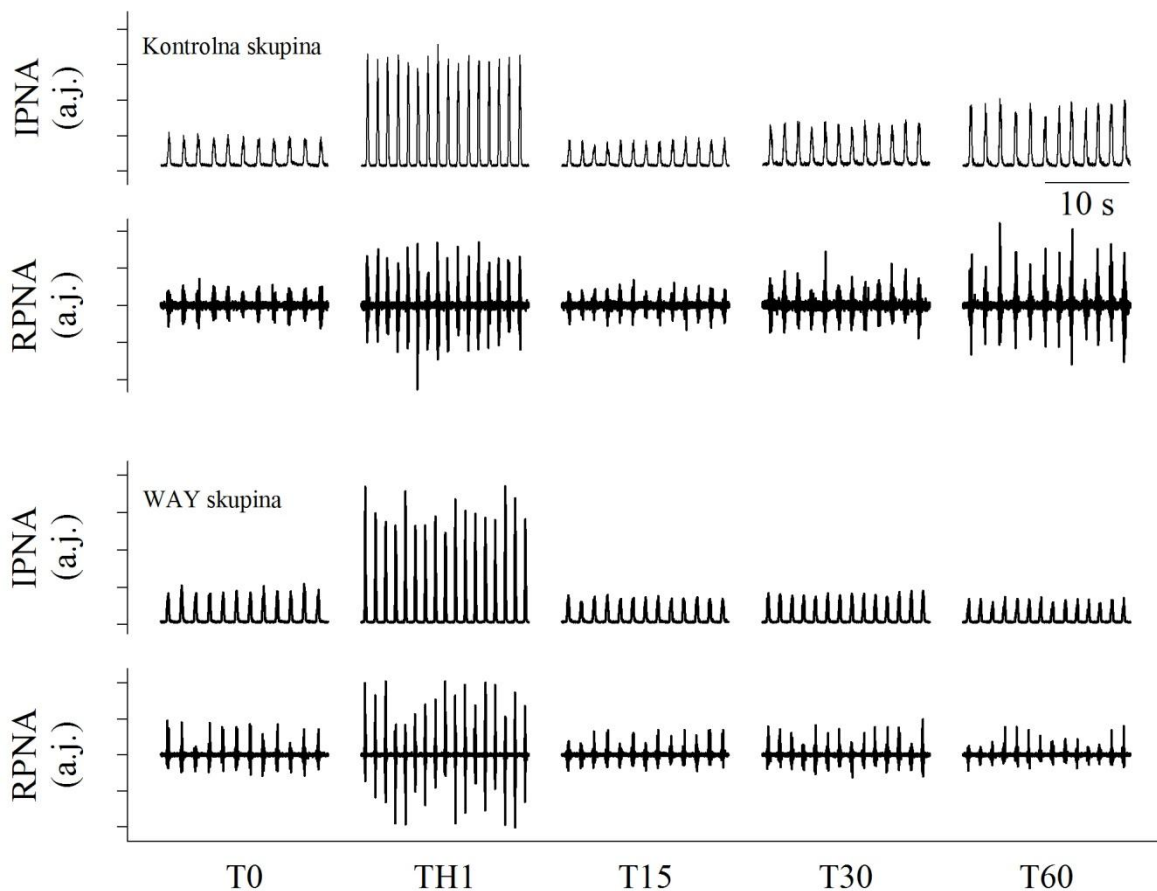 Kontrolna skupina
IPNA
(a.j.)
10 s
RPNA
(a.j.)
WAY skupina
IPNA
(a.j.)
RPNA
(a.j.)
T0 TH1 T15 T30 T60